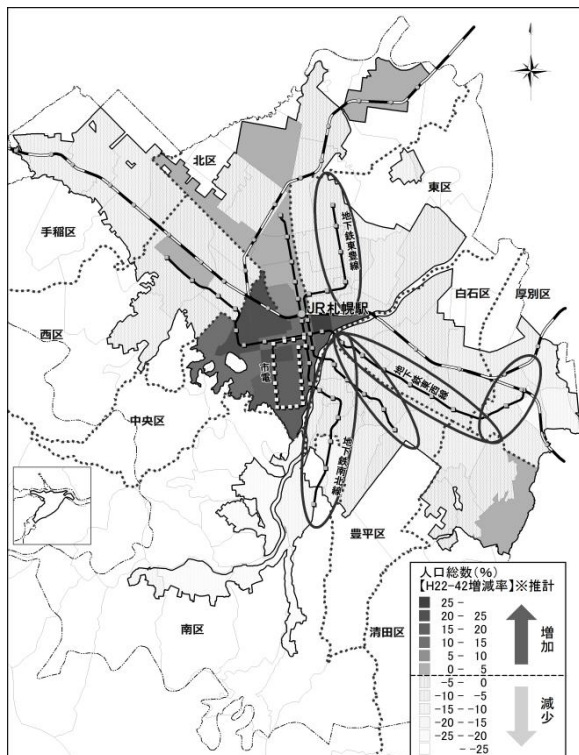 北区
東区
手稲区
地下鉄東豊線
白石区
厚別区
JR札幌駅
西区
市電
地下鉄東西線
中央区
地下鉄南北線
豊平区
南区
清田区
人口総数(%)
【H22-42増減率】※推計
25 -
20 - 25
15 - 20
10 - 15
5 - 10
0 - 5
-5 - 0
-10 - -5
-15 - -10
-20 - -15
-25 - -20
- -25
増加
減少